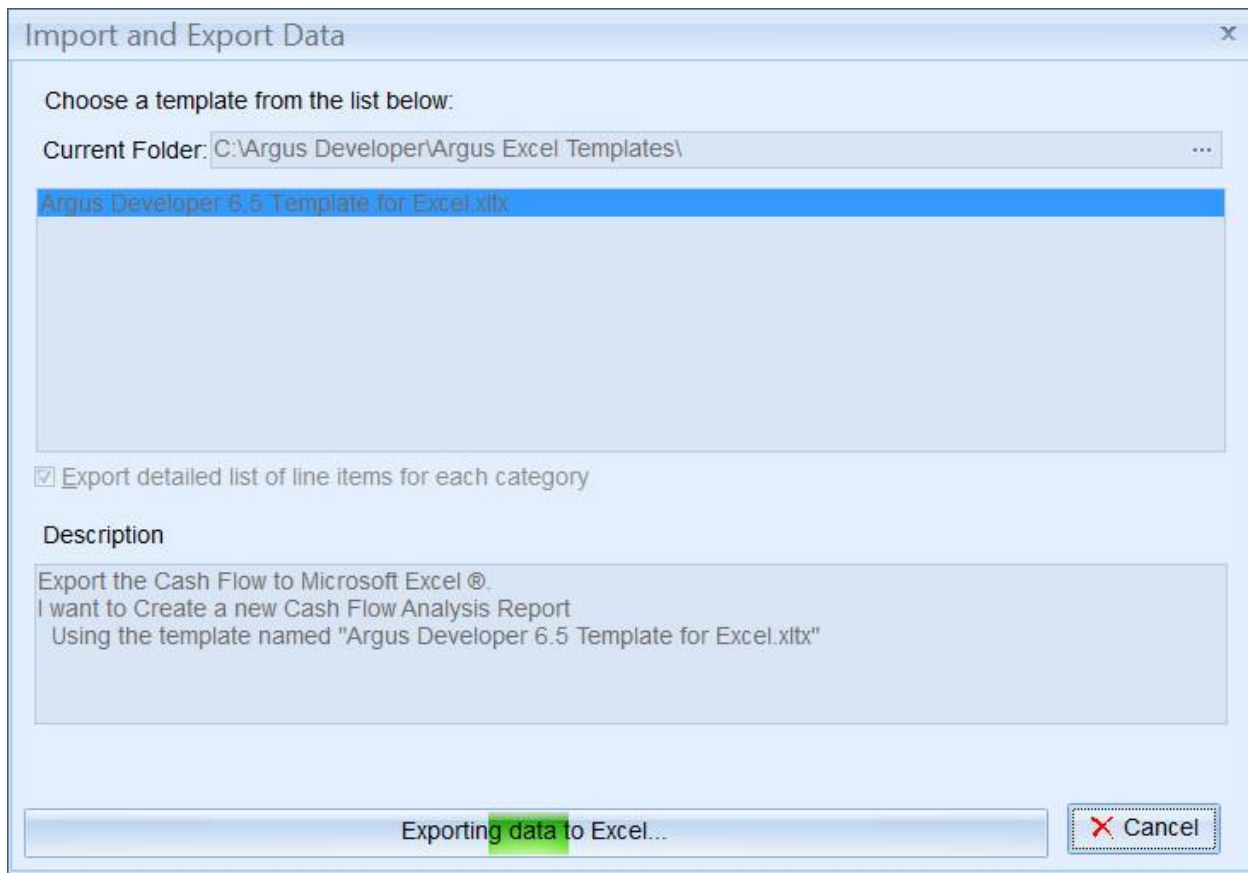 Import and Export Data
x
Choose a template from the list below:
Current Folder: C:\Argus Developer\Argus Excel Templates\ ...
Argus Developer 6.5 Template for Excel.xltx
Export detailed list of line items for each category
Description
Export the Cash Flow to Microsoft Excel ®.
I want to Create a new Cash Flow Analysis Report
Using the template named "Argus Developer 6.5 Template for Excel.xltx"
Exporting data to Excel...
Cancel